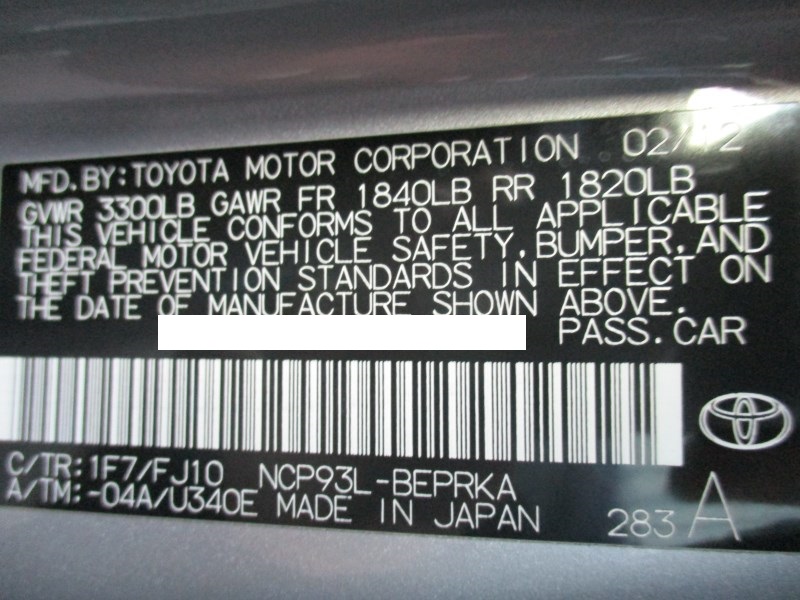 MFD. BY: TOYOTA MOTOR CORPORATION 02/12
GVWR 3300LB GAWR FR 1840LB RR 1820LB
THIS VEHICLE CONFORMS TO ALL APPLICABLE
FEDERAL MOTOR VEHICLE SAFETY, BUMPER, AND
THEFT PREVENTION STANDARDS IN EFFECT ON
THE DATE OF MANUFACTURE SHOWN ABOVE.
PASS. CAR
C/TR: 1F7/FJ10 NCP93L-BEPRKA
A/TM: -04A/U340E MADE IN JAPAN 283 A